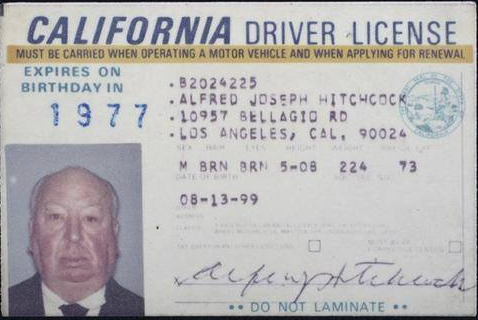 CALIFORNIA DRIVER LICENSE
MUST BE CARRIED WHEN OPERATING A MOTOR VEHICLE AND WHEN APPLYING FOR RENEWAL
EXPIRES ON
BIRTHDAY IN
1977
.B2024225
.ALFRED JOSEPH HITCHCOCK
.10957 BELLAGIO RD
.LOS ANGELES, CAL. 90024
SEX HAIR EYES HEIGHT WEIGHT
M BRN BRN 5-08 224 73
DATE OF BIRTH
08-13-99
ADDRESS
•• DO NOT LAMINATE ••